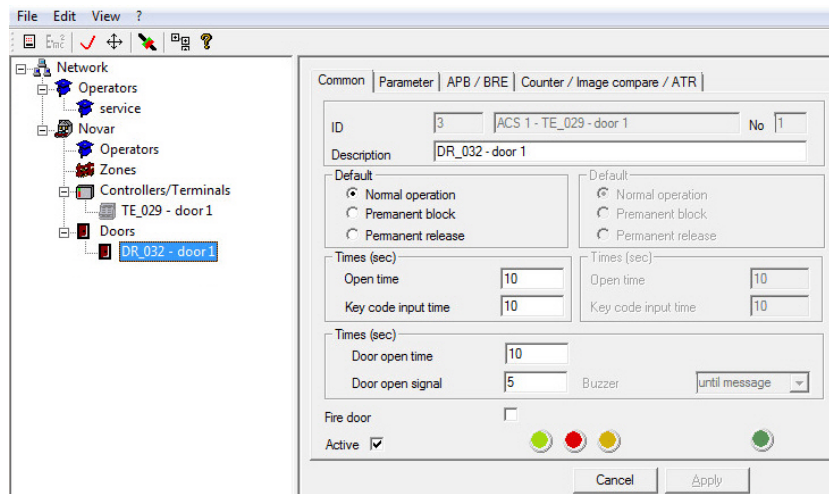 File Edit View ?
Network
Operators
service
Novar
Operators
Zones
Controllers/Terminals
TE_029 - door 1
Doors
DR_032 - door 1
Common Parameter APB / BRE Counter / Image compare / ATR
ID 3 ACS 1 - TE_029 - door 1 No 1
Description DR_032 - door 1
Default Default
Normal operation Normal operation
Premanent block Premanent block
Permanent release Permanent release
Times (sec) Times (sec)
Open time 10 Open time 10
Key code input time 10 Key code input time 10
Times (sec)
Door open time 10
Door open signal 5 Buzzer until message
Fire door
Active
Cancel Apply